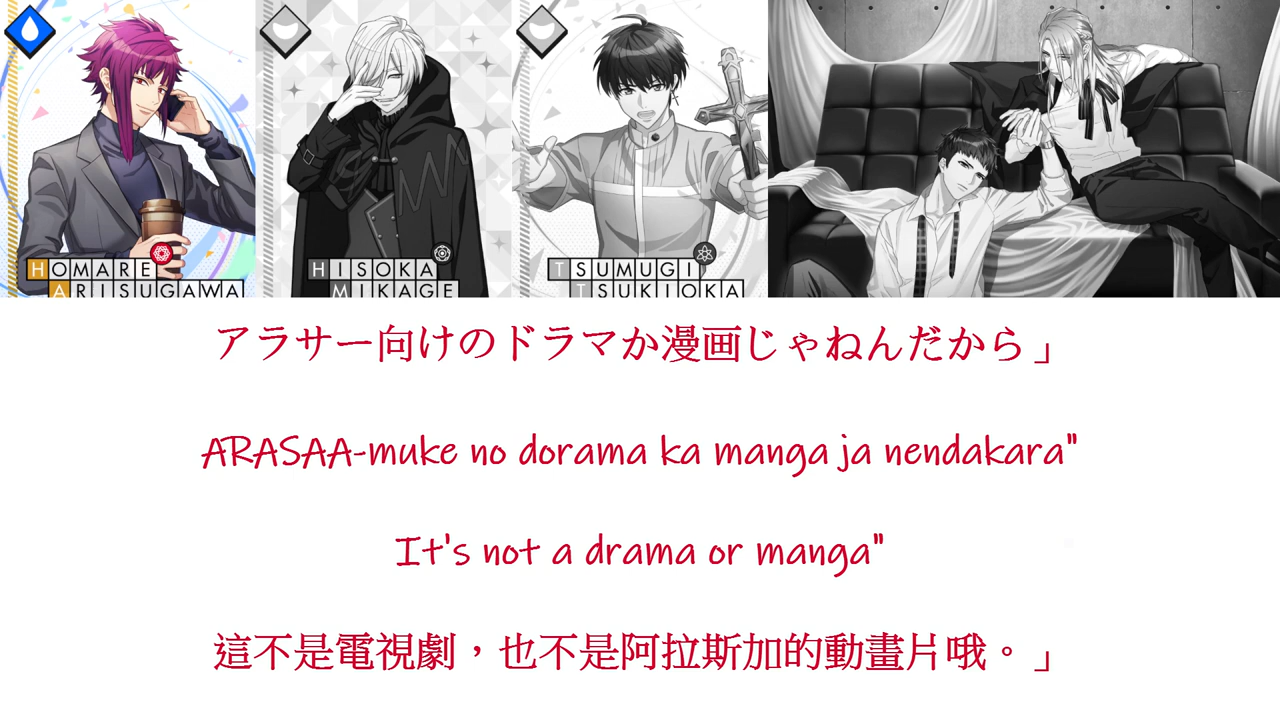 HOMARE
ARISUGAWA
HISOKA
MIKAGE
TSUMUGI
TSUKIOKA
アラサー向けのドラマか漫画じゃねんだから」
ARASAA-muke no dorama ka manga ja nendakara"
It's not a drama or manga"
這不是電視劇，也不是阿拉斯加的動畫片哦。」